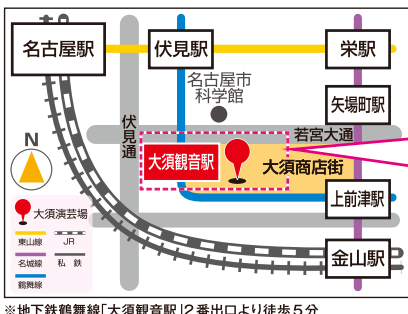 名古屋駅
伏見駅
栄駅
名古屋市
科学館
矢場町駅
伏見通
若宮大通
大須観音駅
大須商店街
N
上前津駅
大須演芸場
東山線
JR
名城線
私鉄
鶴舞線
金山駅
※地下鉄鶴舞線「大須観音駅」2番出口より徒歩5分